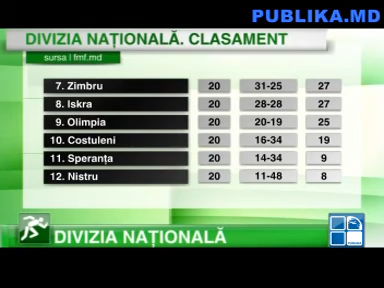 PUBLIKA.MD
DIVIZIA NAȚIONALĂ. CLASAMENT
sursa | fmf.md
7. Zimbru 20 31-25 27
8. Iskra 20 28-28 27
9. Olimpia 20 20-19 25
10. Costuleni 20 16-34 19
11. Speranța 20 14-34 9
12. Nistru 20 11-48 8
DIVIZIA NAȚIONALĂ